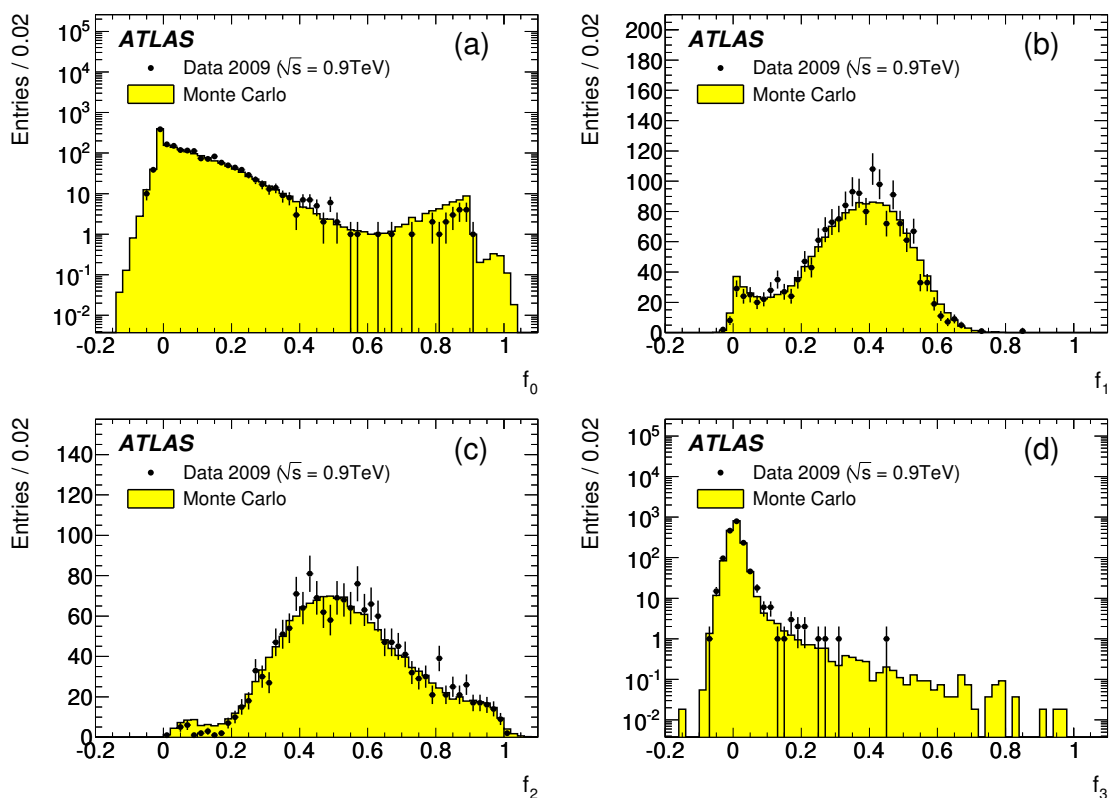 Entries / 0.02
10^5
10^4
10^3
10^2
10
1
10^-1
10^-2
-0.2 0 0.2 0.4 0.6 0.8 1
f_0
ATLAS
(a)
Data 2009 (√s = 0.9TeV)
Monte Carlo
Entries / 0.02
200
180
160
140
120
100
80
60
40
20
0
-0.2 0 0.2 0.4 0.6 0.8 1
f_1
ATLAS
(b)
Data 2009 (√s = 0.9TeV)
Monte Carlo
Entries / 0.02
140
120
100
80
60
40
20
0
-0.2 0 0.2 0.4 0.6 0.8 1
f_2
ATLAS
(c)
Data 2009 (√s = 0.9TeV)
Monte Carlo
Entries / 0.02
10^5
10^4
10^3
10^2
10
1
10^-1
10^-2
-0.2 0 0.2 0.4 0.6 0.8 1
f_3
ATLAS
(d)
Data 2009 (√s = 0.9TeV)
Monte Carlo